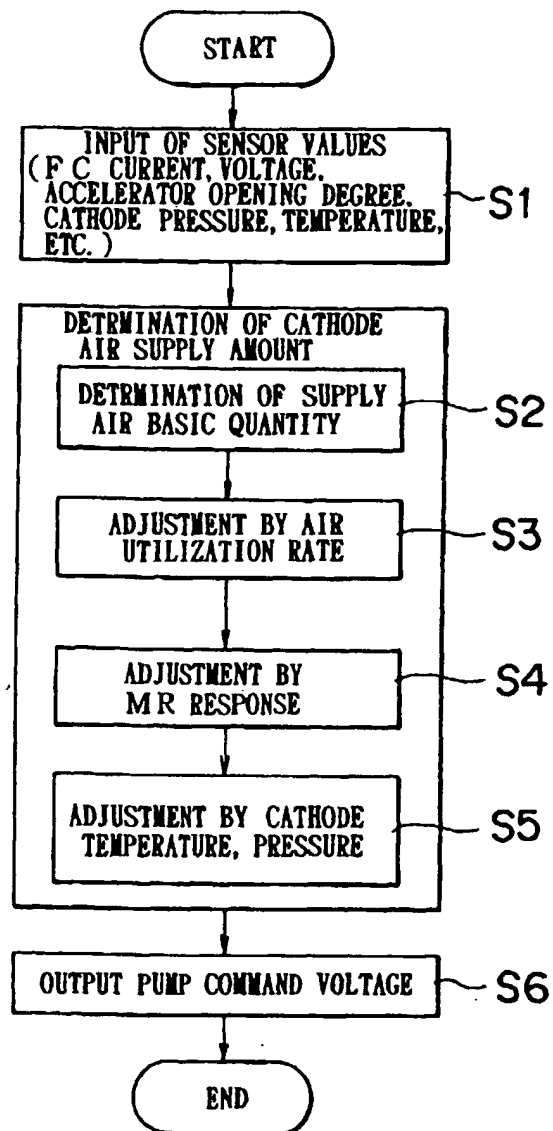 START
INPUT OF SENSOR VALUES
( F C CURRENT, VOLTAGE.
ACCELERATOR OPENING DEGREE.
CATHODE PRESSURE, TEMPERATURE,
ETC. )
S1
DETRMINATION OF CATHODE
AIR SUPPLY AMOUNT
DETRMINATION OF SUPPLY
AIR BASIC QUANTITY
S2
ADJUSTMENT BY AIR
UTILIZATION RATE
S3
ADJUSTMENT BY
MR RESPONSE
S4
ADJUSTMENT BY CATHODE
TEMPERATURE, PRESSURE
S5
OUTPUT PUMP COMMAND VOLTAGE
S6
END